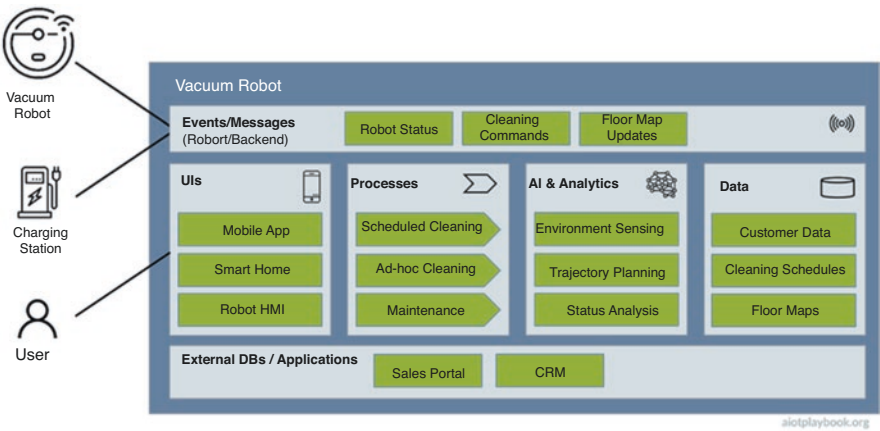 Vacuum
Robot
Charging
Station
User
Vacuum Robot
Events/Messages
(Robort/Backend)
Robot Status
Cleaning
Commands
Floor Map
Updates
UIs
Mobile App
Smart Home
Robot HMI
Processes
Scheduled Cleaning
Ad-hoc Cleaning
Maintenance
AI & Analytics
Environment Sensing
Trajectory Planning
Status Analysis
Data
Customer Data
Cleaning Schedules
Floor Maps
External DBs / Applications
Sales Portal
CRM
aiotplaybook.org